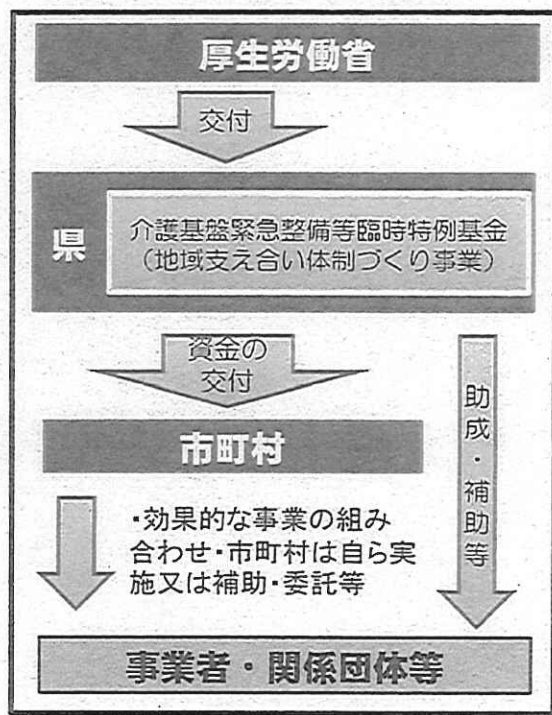 厚生労働省
交付
県
介護基盤緊急整備等臨時特例基金
(地域支え合い体制づくり事業)
資金の
交付
市町村
助成・補助等
・効果的な事業の組み
合わせ・市町村は自ら実
施又は補助・委託等
事業者・関係団体等